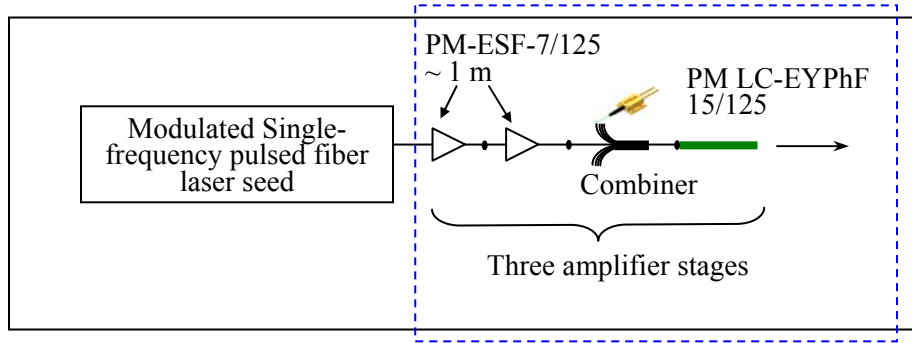 PM-ESF-7/125
~ 1 m
PM LC-EYPhF
15/125
Modulated Single-
frequency pulsed fiber
laser seed
Combiner
Three amplifier stages